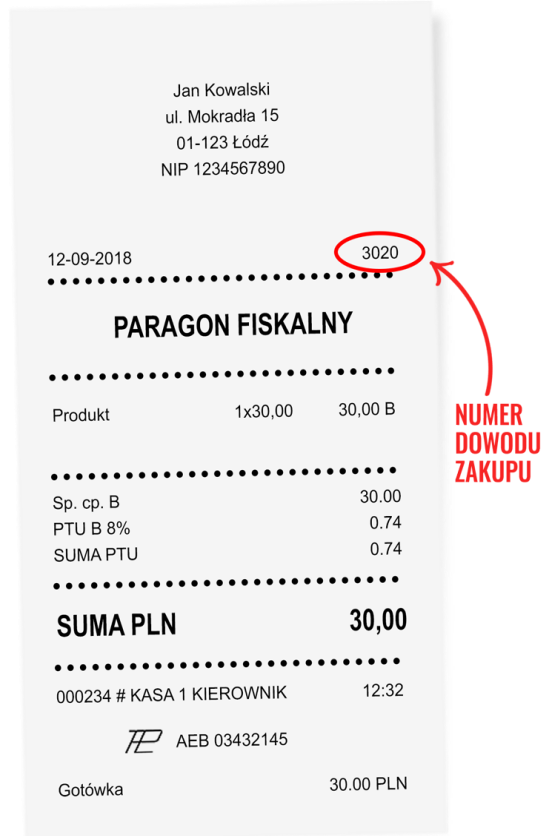 Jan Kowalski
ul. Mokradła 15
01-123 Łódź
NIP 1234567890
12-09-2018 3020
PARAGON FISKALNY
Produkt 1x30,00 30,00 B
Sp. cp. B 30.00
PTU B 8% 0.74
SUMA PTU 0.74
SUMA PLN 30,00
000234 # KASA 1 KIEROWNIK 12:32
AEB 03432145
Gotówka 30.00 PLN
NUMER
DOWODU
ZAKUPU